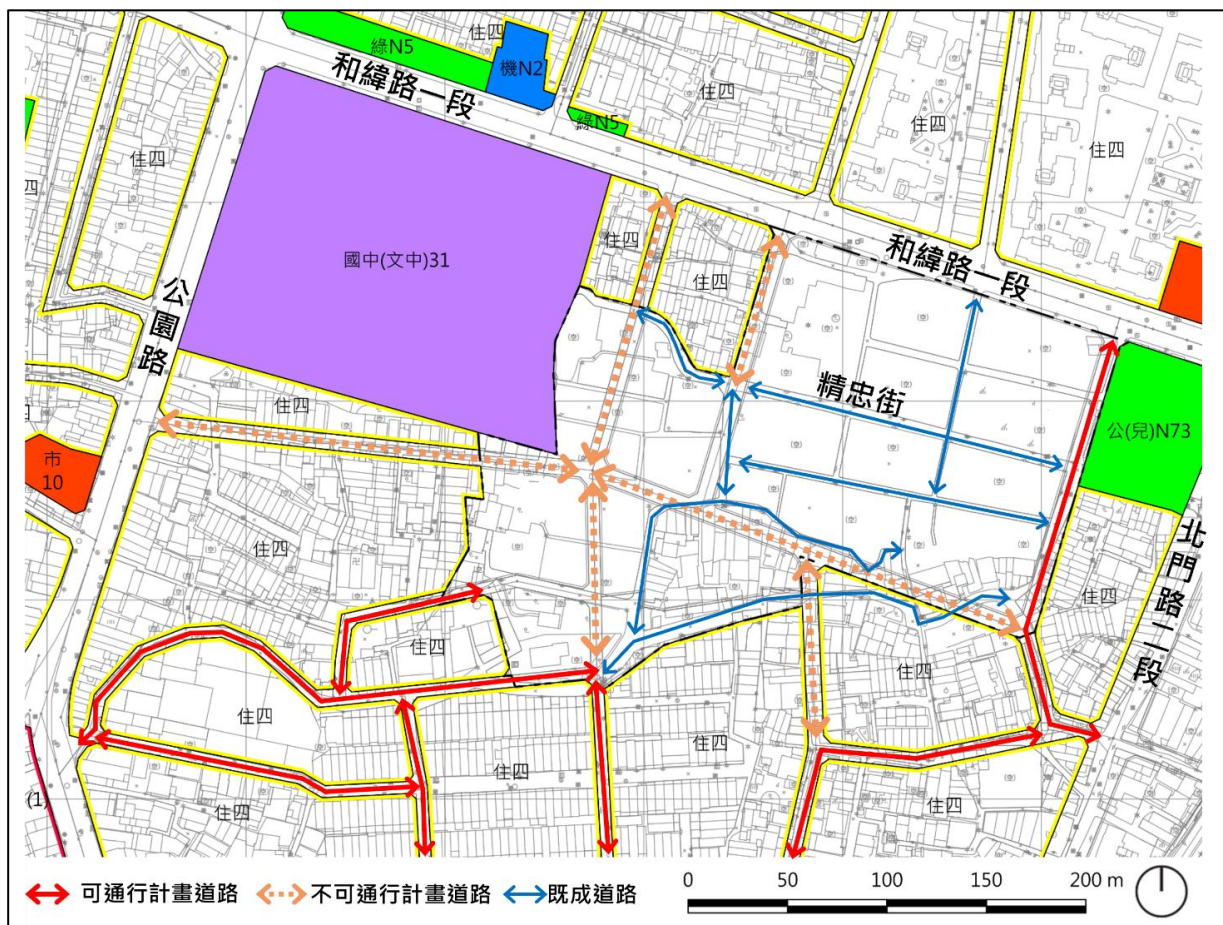 綠N5
住四
機N2
和緯路一段
綠N5
住四
住四
住四
住四
國中(文中)31
住四
住四
和緯路一段
公園路
精忠街
公(兒)N73
住四
市
10
住四
北門路二段
住四
住四
住四
住四
住四
住四
住四
住四
住四
(1)
可通行計畫道路
不可通行計畫道路
既成道路
0 50 100 150 200 m